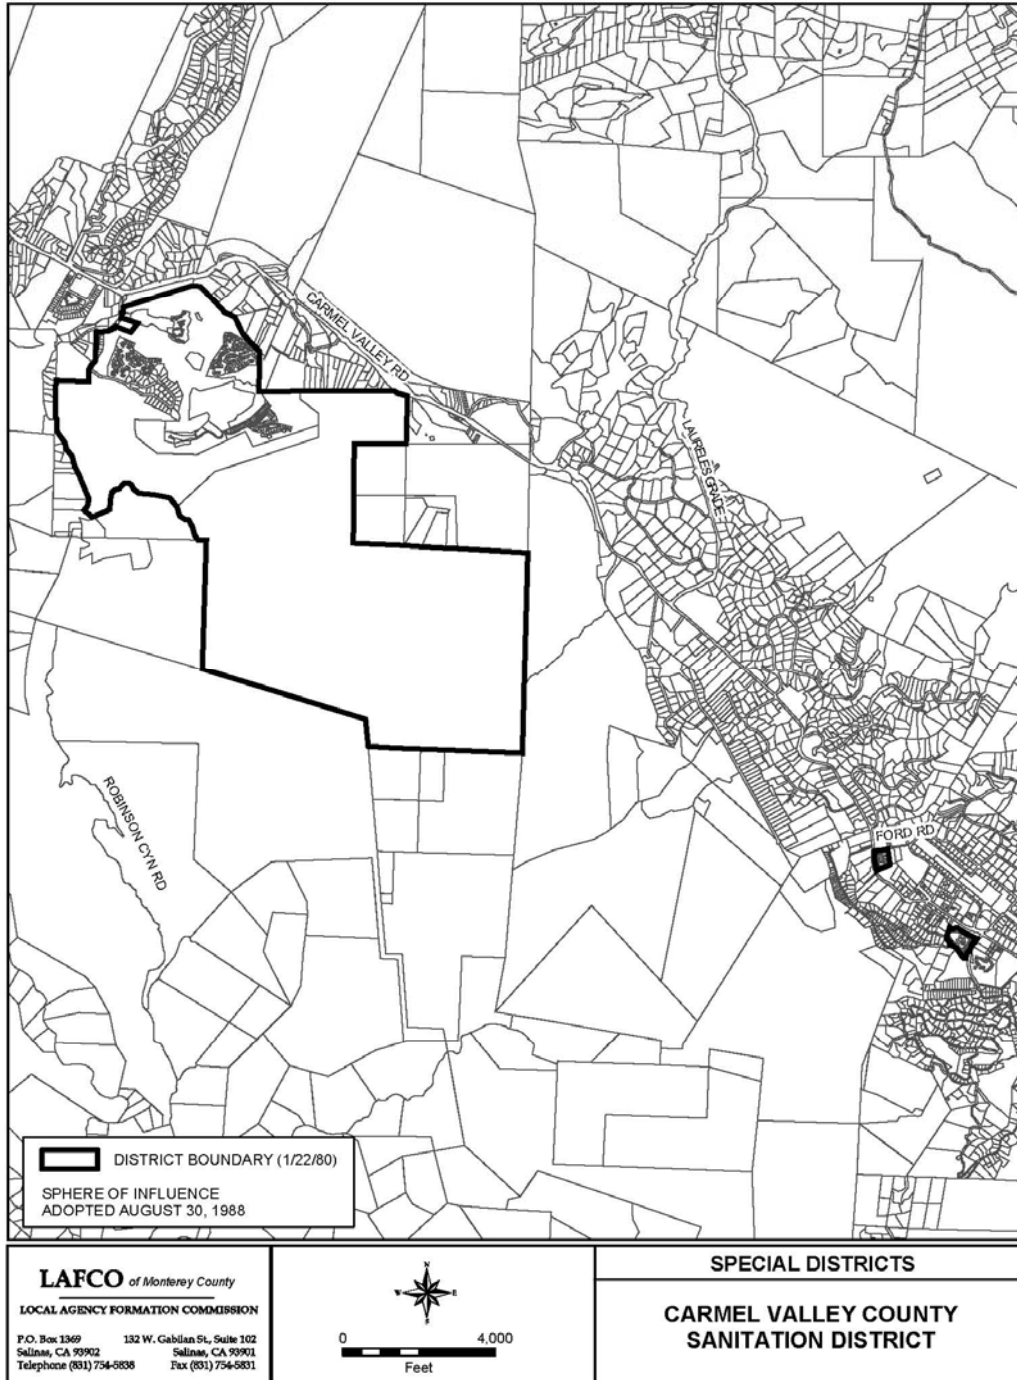 CARMEL VALLEY RD
LAURELES GRADE
ROBINSON CYN RD
FORD RD
DISTRICT BOUNDARY (1/22/80)
SPHERE OF INFLUENCE
ADOPTED AUGUST 30, 1988
LAFCO of Monterey County
LOCAL AGENCY FORMATION COMMISSION
P.O. Box 1369 132 W. Gabilan St., Suite 102
Salinas, CA 93902 Salinas, CA 93901
Telephone (831) 754-5838 Fax (831) 754-5831
N
W E
S
0 4,000
Feet
SPECIAL DISTRICTS
CARMEL VALLEY COUNTY
SANITATION DISTRICT